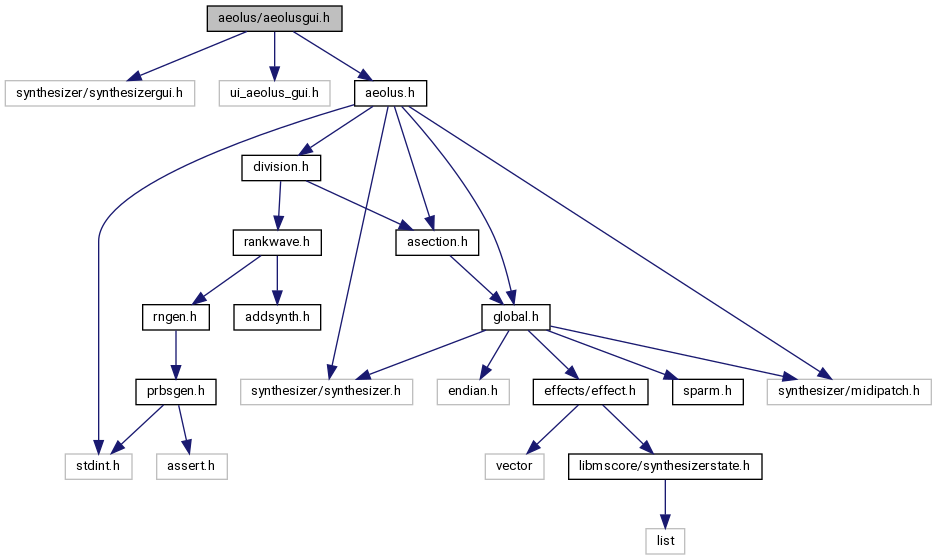 aeolus/aeolusgui.h
synthesizer/synthesizergui.h
ui_aeolus_gui.h
aeolus.h
division.h
rankwave.h
asection.h
rngen.h
addsynth.h
global.h
prbsgen.h
synthesizer/synthesizer.h
endian.h
effects/effect.h
sparm.h
synthesizer/midipatch.h
stdint.h
assert.h
vector
libmscore/synthesizerstate.h
list